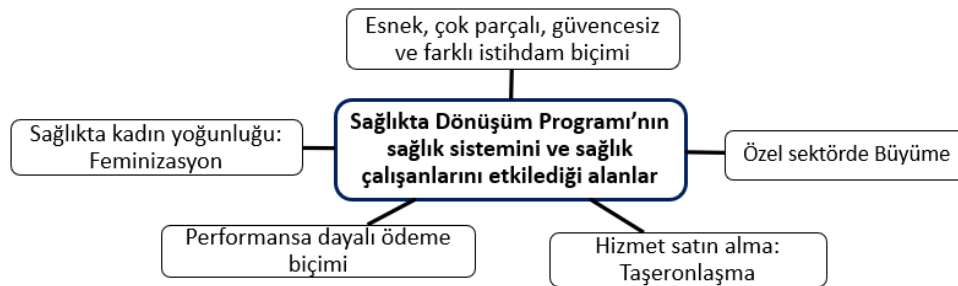 Esnek, çok parçalı, güvencesiz
ve farklı istihdam biçimi
Sağlıkta kadın yoğunluğu:
Feminizasyon
Sağlıkta Dönüşüm Programı’nın
sağlık sistemini ve sağlık
çalışanlarını etkilediği alanlar
Özel sektörde Büyüme
Performansa dayalı ödeme
biçimi
Hizmet satın alma:
Taşeronlaşma